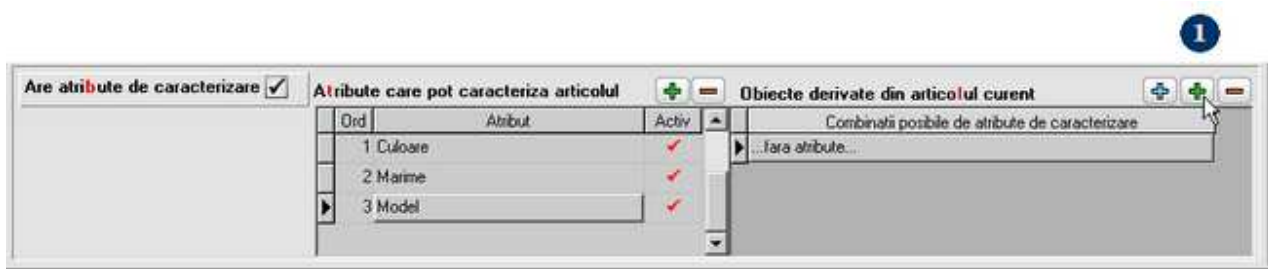 1
Are atribute de caracterizare
Atribute care pot caracteriza articolul
Obiecte derivate din articolul curent
Ord Atribut Activ
Combinatii posibile de atribute de caracterizare
1 Culoare
...fara atribute...
2 Marime
3 Model